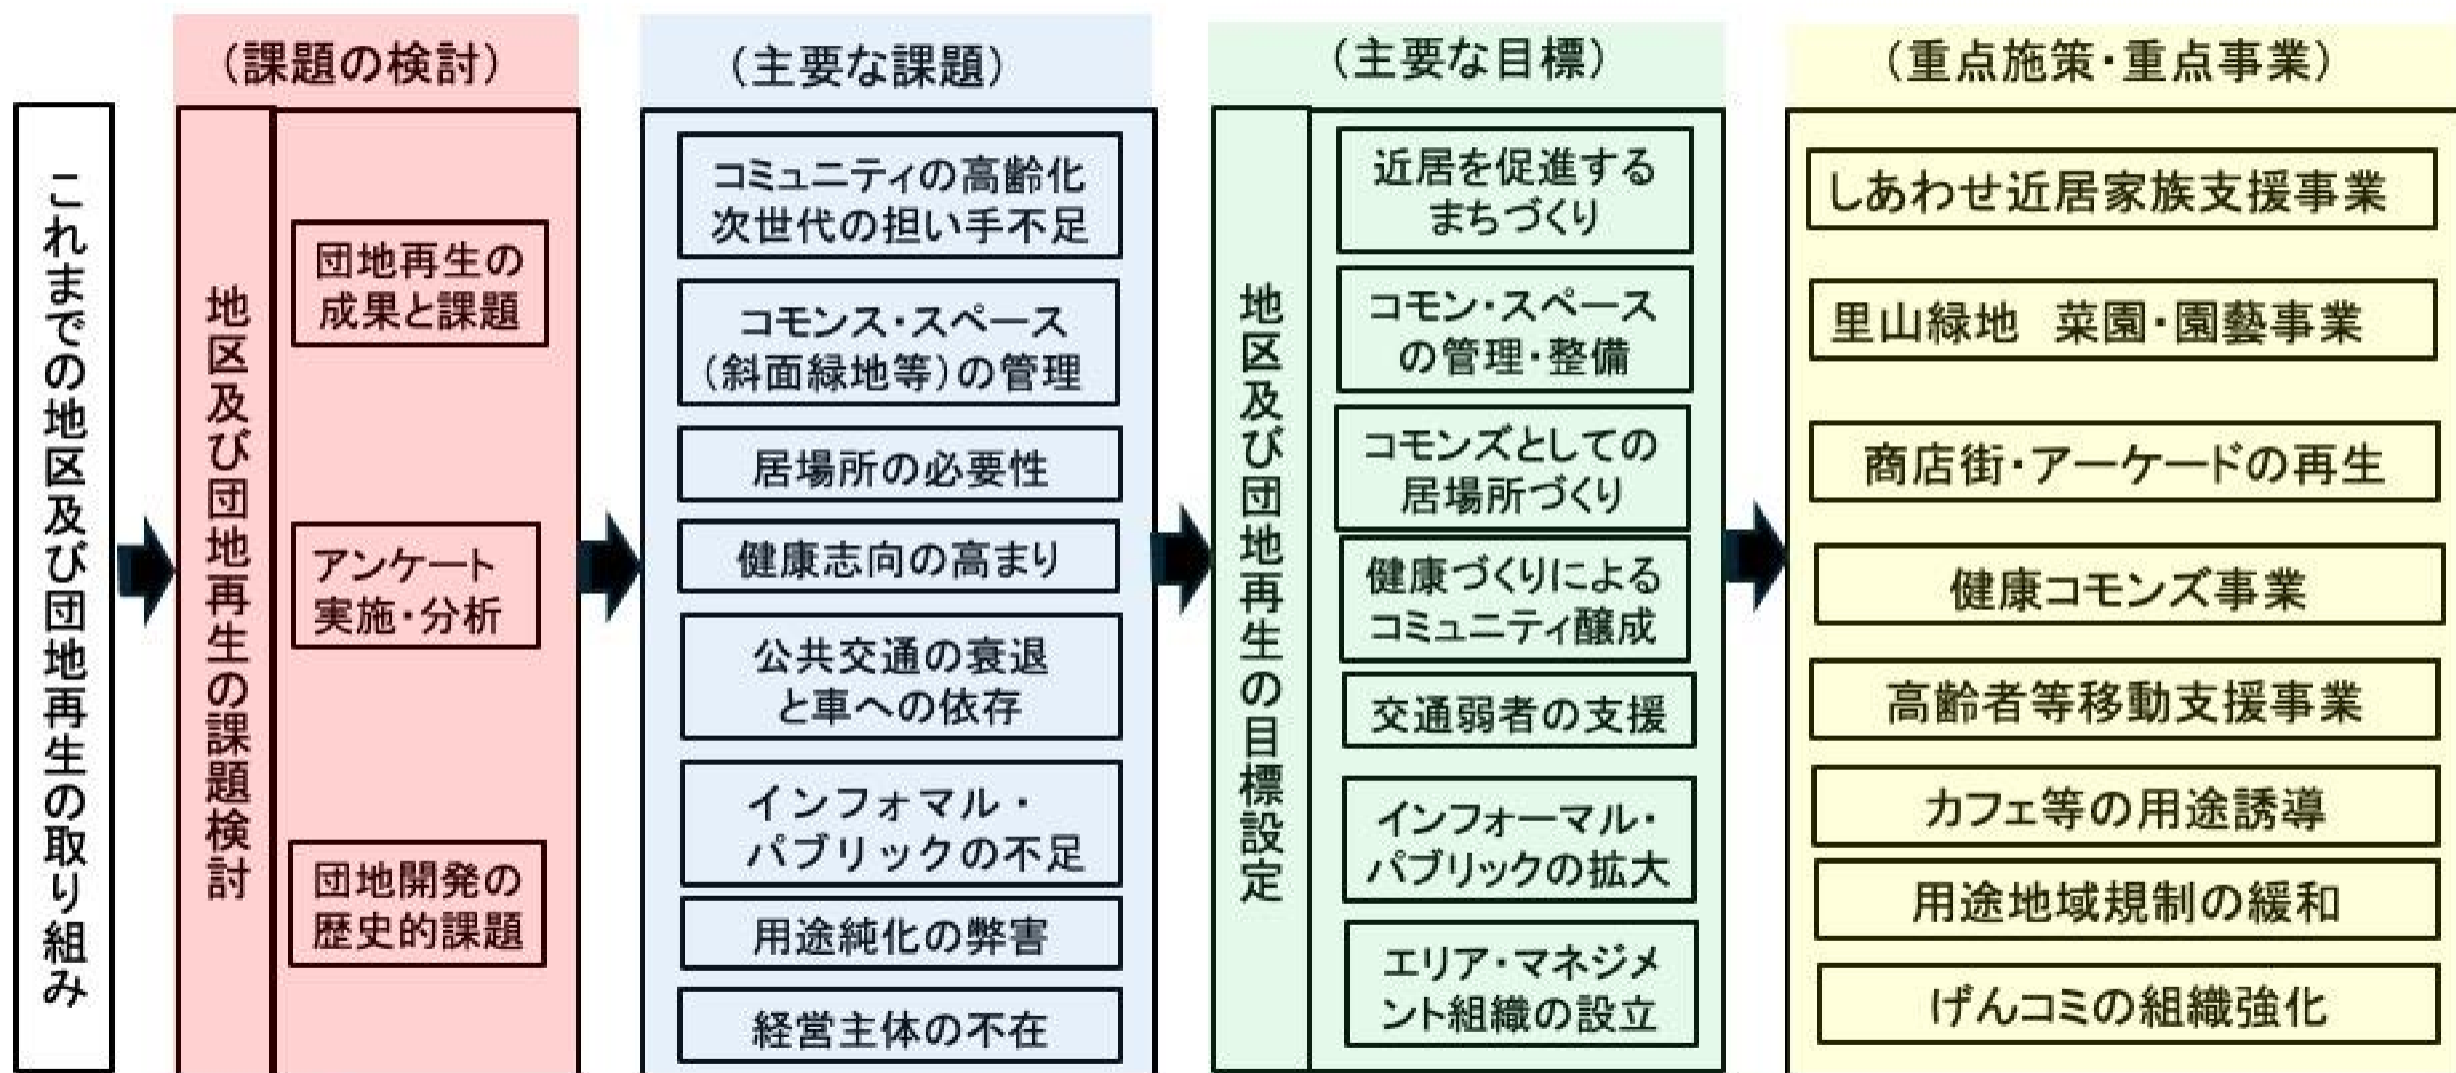 これまでの地区及び団地再生の取り組み
（課題の検討）
地区及び団地再生の課題検討
団地再生の
成果と課題
アンケート
実施・分析
団地開発の
歴史的課題
（主要な課題）
コミュニティの高齢化
次世代の担い手不足
コモンス・スペース
（斜面緑地等）の管理
居場所の必要性
健康志向の高まり
公共交通の衰退
と車への依存
インフォマル・
パブリックの不足
用途純化の弊害
経営主体の不在
（主要な目標）
地区及び団地再生の目標設定
近居を促進する
まちづくり
コモン・スペース
の管理・整備
コモンズとしての
居場所づくり
健康づくりによる
コミュニティ醸成
交通弱者の支援
インフォーマル・
パブリックの拡大
エリア・マネジメ
ント組織の設立
（重点施策・重点事業）
しあわせ近居家族支援事業
里山緑地　菜園・園藝事業
商店街・アーケードの再生
健康コモンズ事業
高齢者等移動支援事業
カフェ等の用途誘導
用途地域規制の緩和
げんコミの組織強化